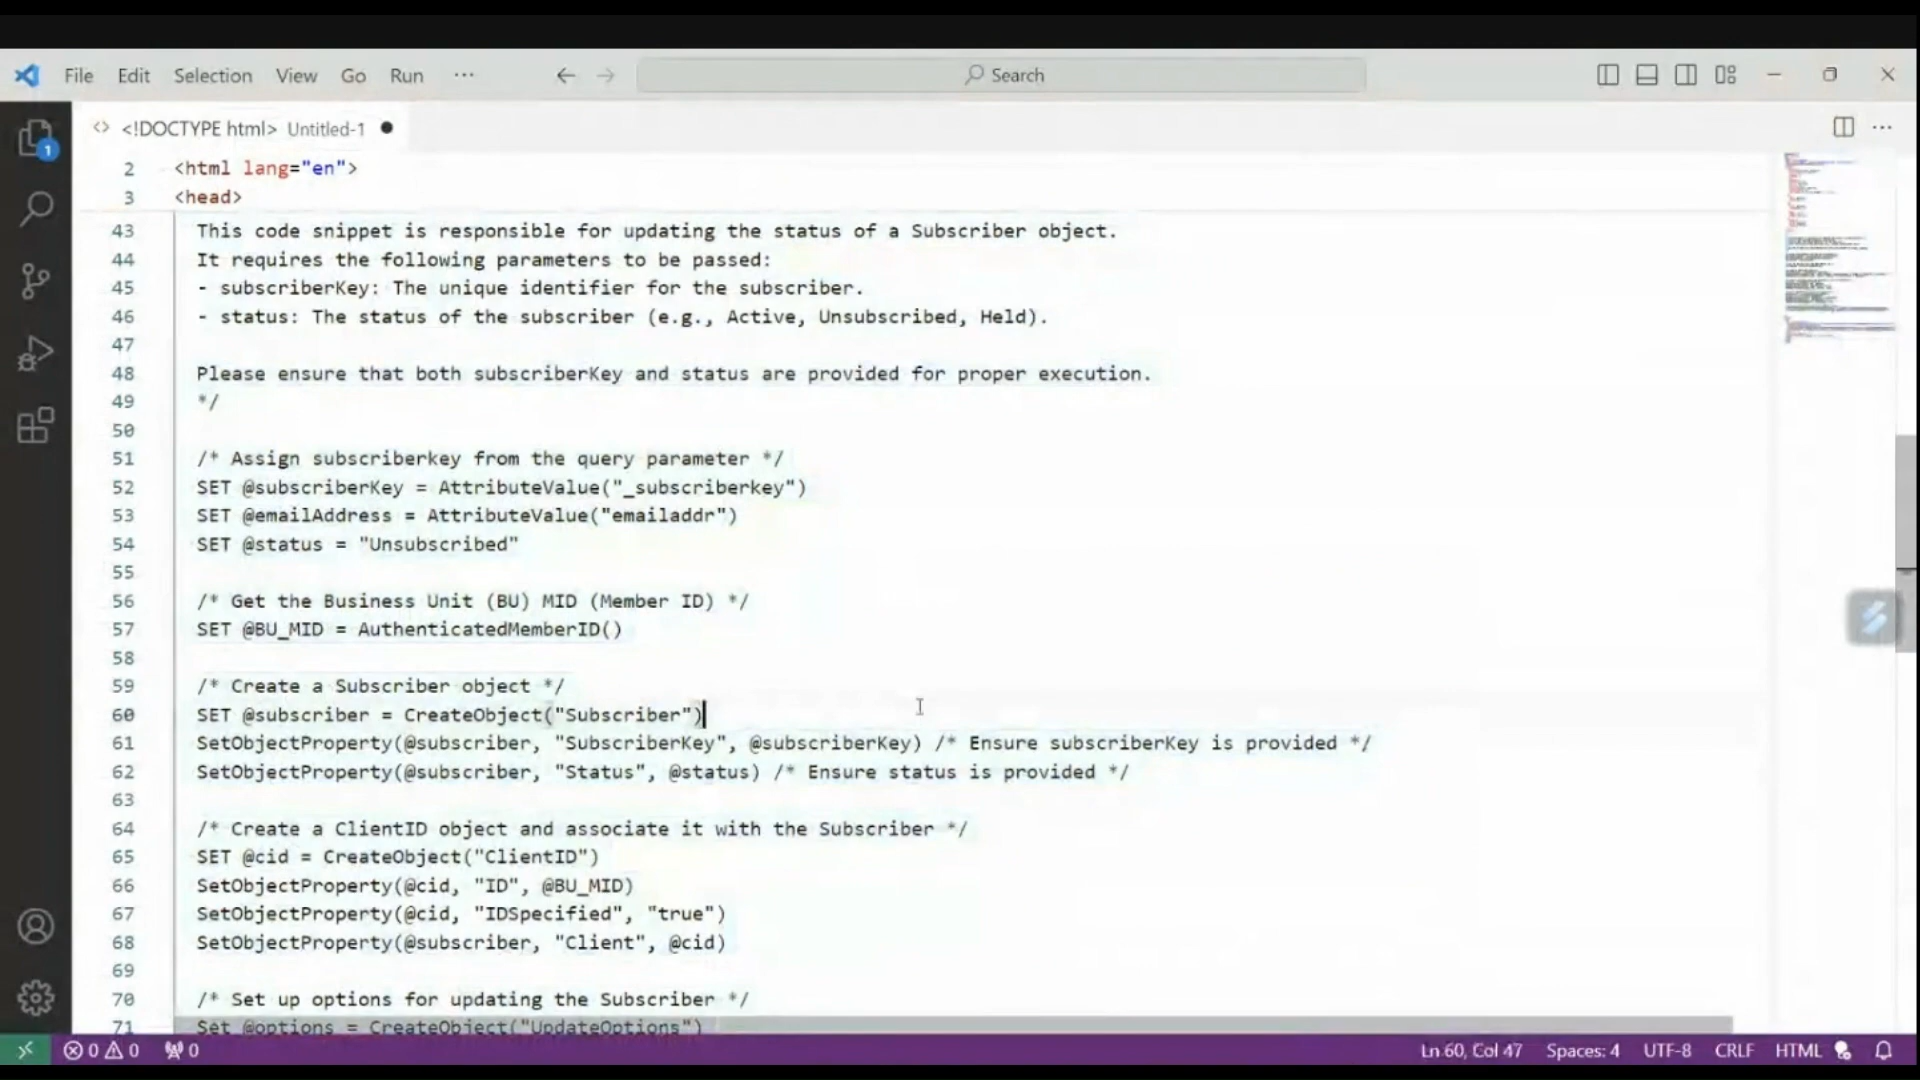 File Edit Selection View Go Run ··· Search
<> <!DOCTYPE html> Untitled-1 ●
1
2 <html lang="en">
3 <head>
43 This code snippet is responsible for updating the status of a Subscriber object.
44 It requires the following parameters to be passed:
45 - subscriberKey: The unique identifier for the subscriber.
46 - status: The status of the subscriber (e.g., Active, Unsubscribed, Held).
47
48 Please ensure that both subscriberKey and status are provided for proper execution.
49 */
50
51 /* Assign subscriberkey from the query parameter */
52 SET @subscriberKey = AttributeValue("_subscriberkey")
53 SET @emailAddress = AttributeValue("emailaddr")
54 SET @status = "Unsubscribed"
55
56 /* Get the Business Unit (BU) MID (Member ID) */
57 SET @BU_MID = AuthenticatedMemberID()
58
59 /* Create a Subscriber object */
60 SET @subscriber = CreateObject("Subscriber")
61 SetObjectProperty(@subscriber, "SubscriberKey", @subscriberKey) /* Ensure subscriberKey is provided */
62 SetObjectProperty(@subscriber, "Status", @status) /* Ensure status is provided */
63
64 /* Create a ClientID object and associate it with the Subscriber */
65 SET @cid = CreateObject("ClientID")
66 SetObjectProperty(@cid, "ID", @BU_MID)
67 SetObjectProperty(@cid, "IDSpecified", "true")
68 SetObjectProperty(@subscriber, "Client", @cid)
69
70 /* Set up options for updating the Subscriber */
71 Set @options = CreateObject("UpdateOptions")
0 0 0 Ln 60, Col 47 Spaces: 4 UTF-8 CRLF HTML